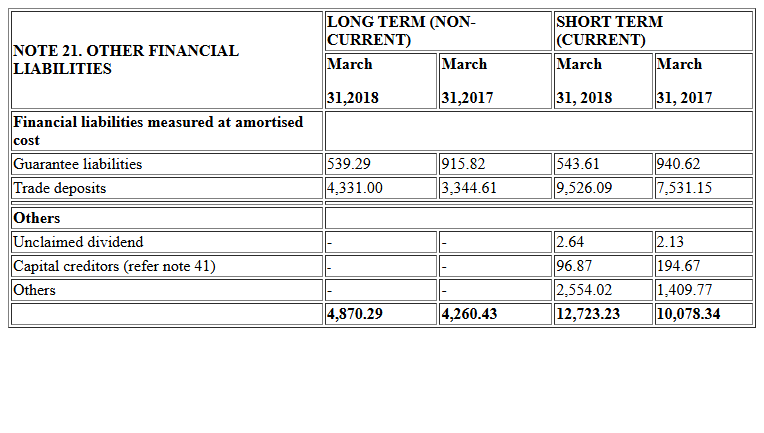 NOTE 21. OTHER FINANCIAL LIABILITIES LONG TERM (NON-CURRENT) SHORT TERM (CURRENT)
March 31,2018 March 31,2017 March 31, 2018 March 31, 2017
Financial liabilities measured at amortised cost
Guarantee liabilities 539.29 915.82 543.61 940.62
Trade deposits 4,331.00 3,344.61 9,526.09 7,531.15
Others
Unclaimed dividend - - 2.64 2.13
Capital creditors (refer note 41) - - 96.87 194.67
Others - - 2,554.02 1,409.77
4,870.29 4,260.43 12,723.23 10,078.34